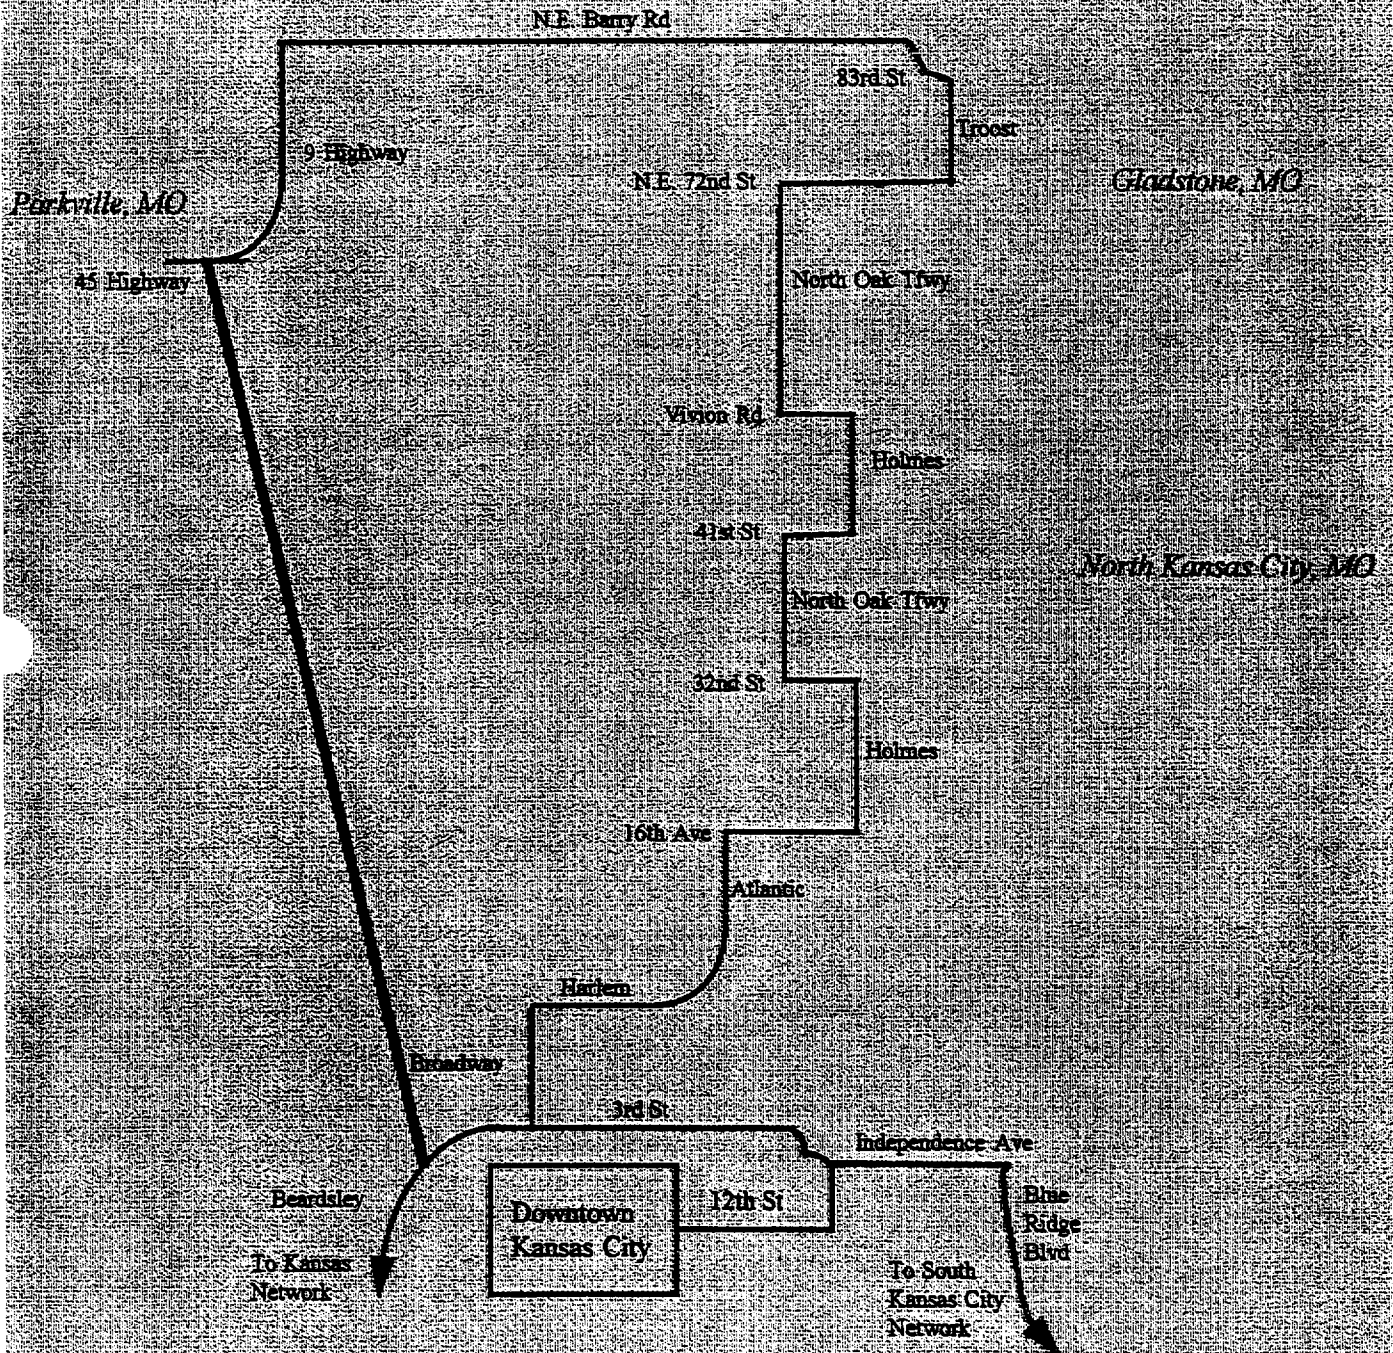 N.E. Barry Rd
83rd St
Troost
9 Highway
N.E. 72nd St
Gladstone, MO
Parkville, MO
45 Highway
North Oak Tfwy
Vivion Rd
Holmes
41st St
North Kansas City, MO
North Oak Tfwy
32nd St
Holmes
16th Ave
Atlantic
Harlem
Broadway
3rd St
Independence Ave
Beardsley
12th St
Blue
Ridge
Blvd
Downtown
Kansas City
To Kansas
Network
To South
Kansas City
Network